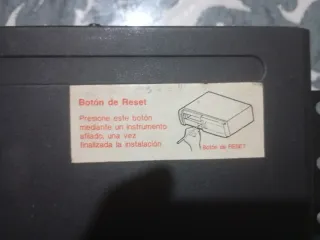 Botón de Reset
Presione este botón
mediante un instrumento
afilado, una vez
finalizada la instalación.
Botón de RESET